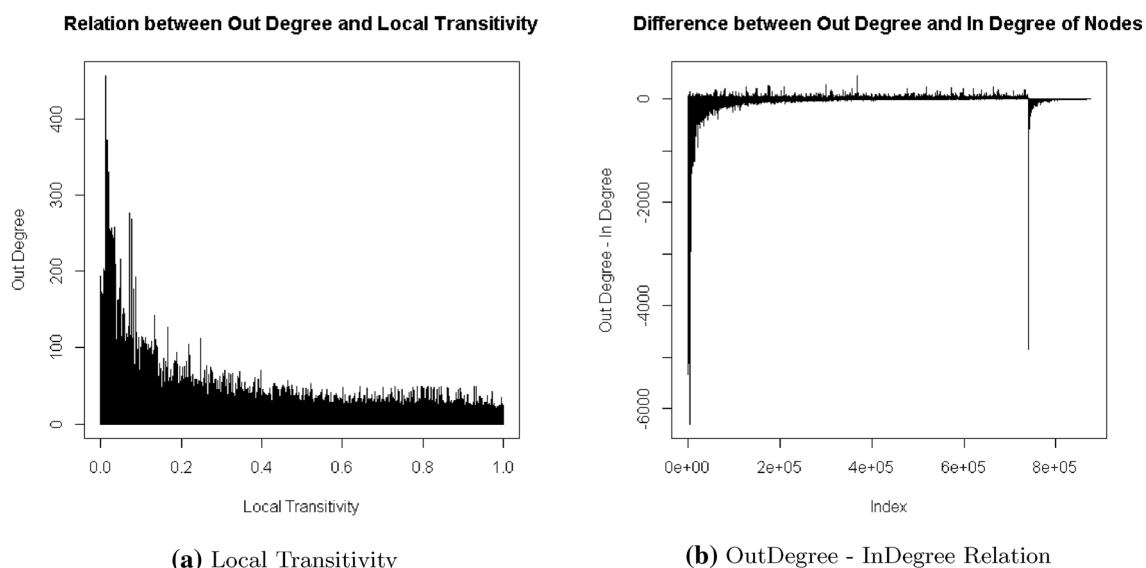 Relation between Out Degree and Local Transitivity
Out Degree
400
300
200
100
0
0.0 0.2 0.4 0.6 0.8 1.0
Local Transitivity
(a) Local Transitivity
Difference between Out Degree and In Degree of Nodes
Out Degree - In Degree
0
-2000
-4000
-6000
0e+00 2e+05 4e+05 6e+05 8e+05
Index
(b) OutDegree - InDegree Relation